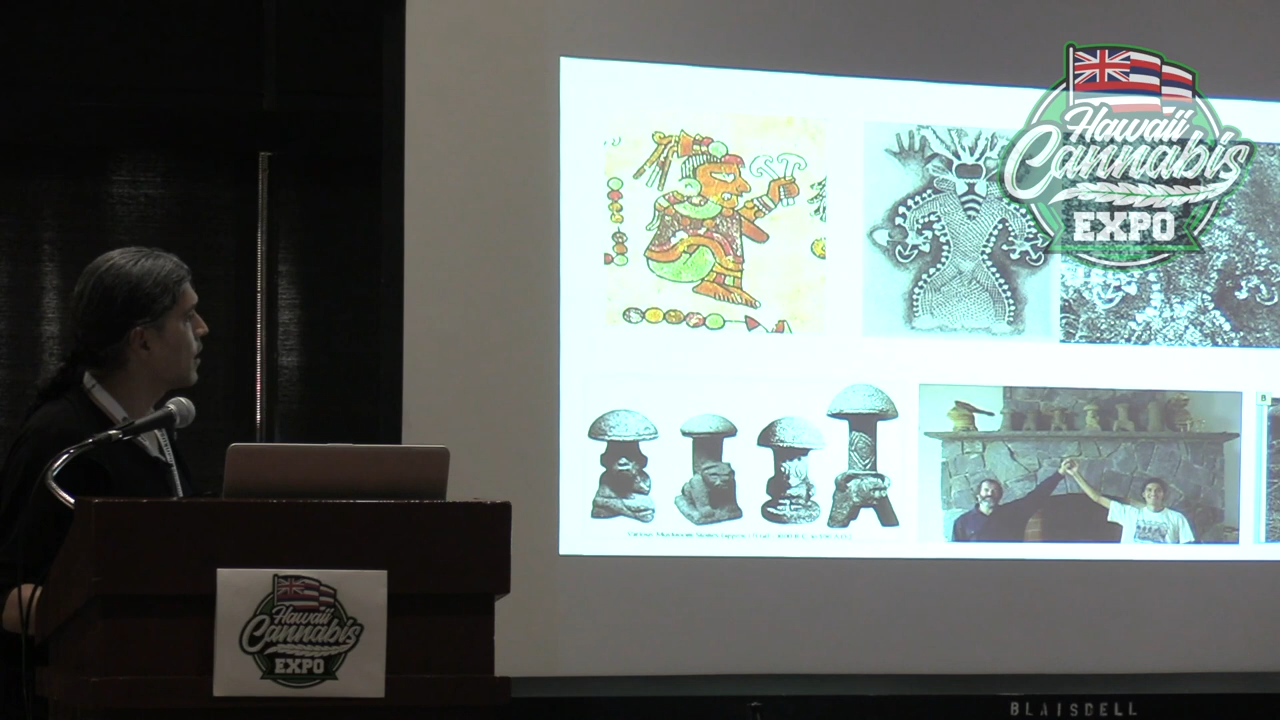 Hawaii
Cannabis
EXPO
B
Hawaii
Cannabis
EXPO
BLAISDELL